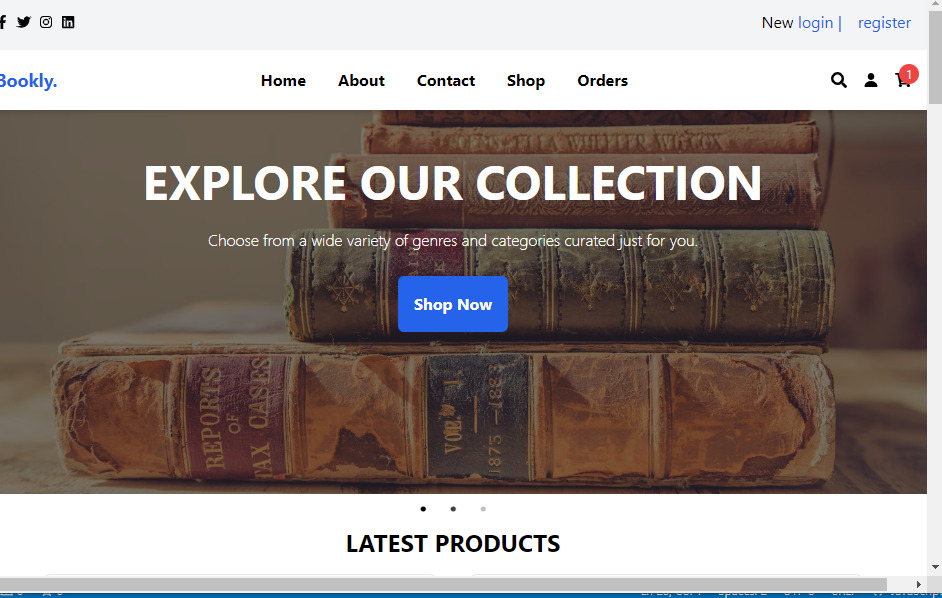 New login | register
Bookly.
Home About Contact Shop Orders
1
EXPLORE OUR COLLECTION
Choose from a wide variety of genres and categories curated just for you.
Shop Now
REPORTS
OF
TAX CASES
VOL. I.
1875 — 1883
LATEST PRODUCTS